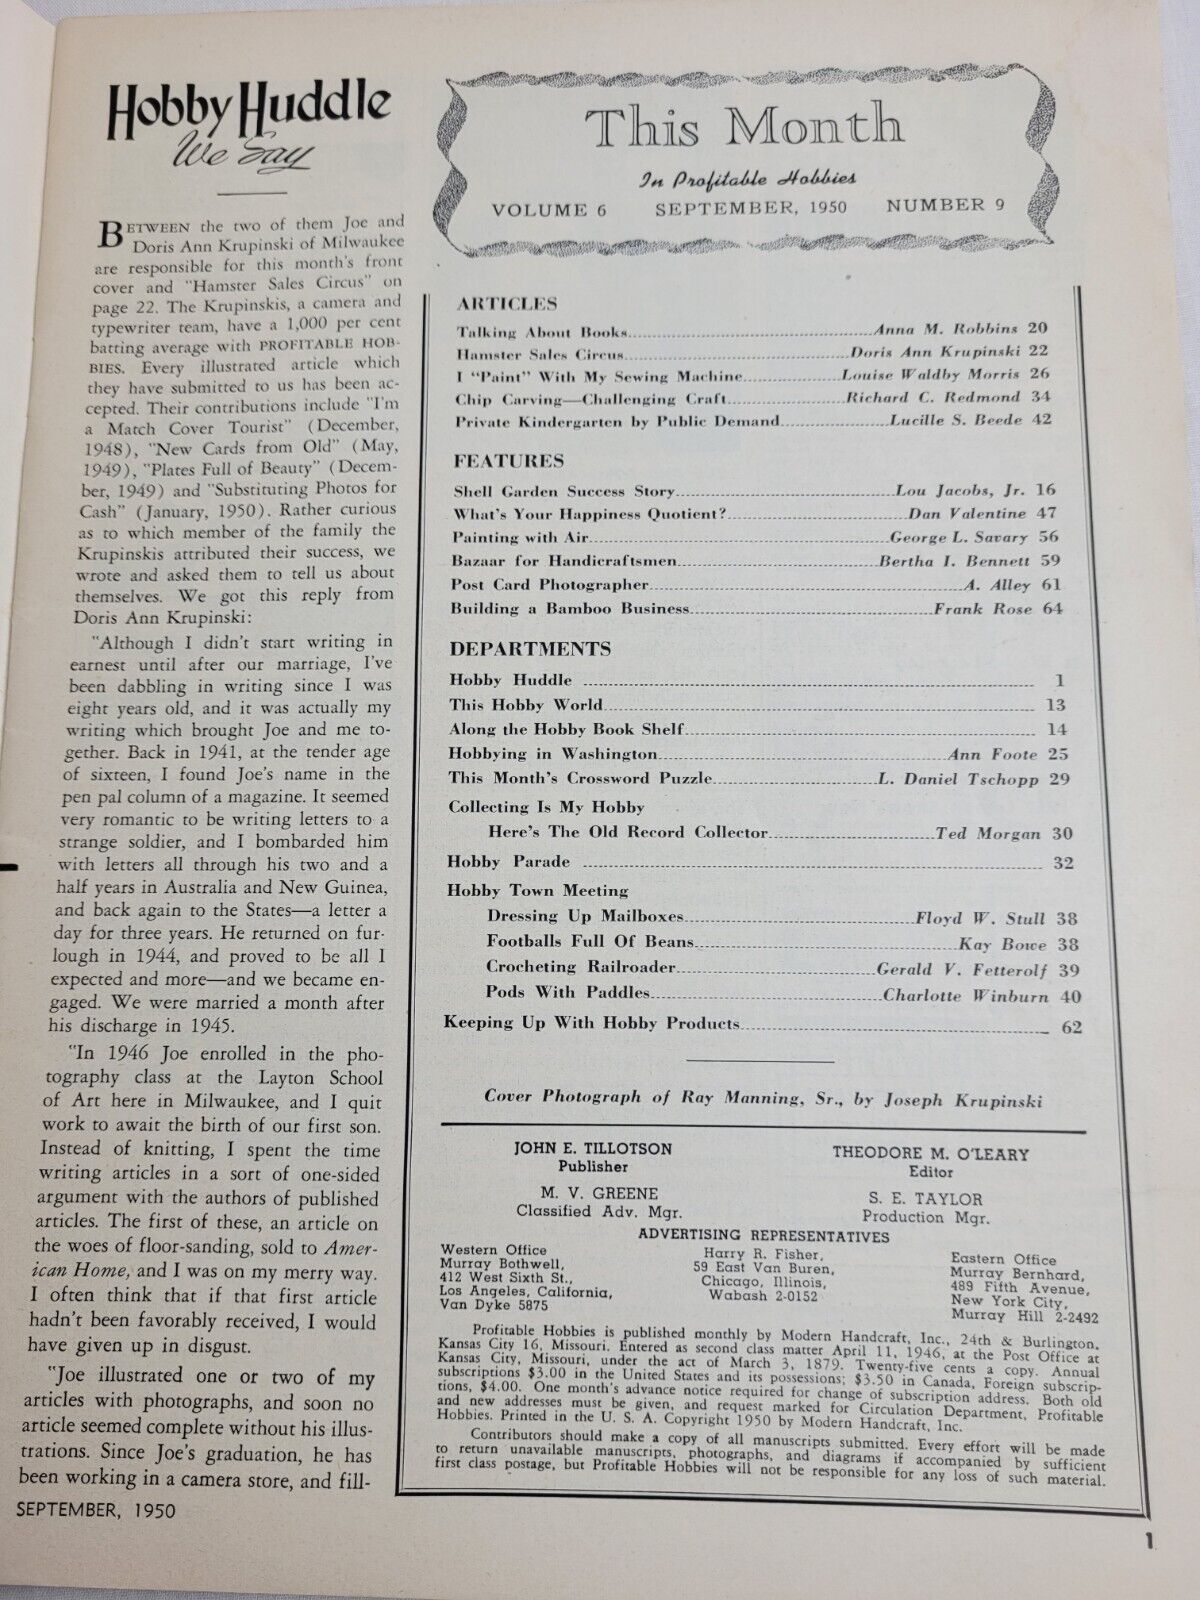 Hobby Huddle
We Say
BETWEEN the two of them Joe and
Doris Ann Krupinski of Milwaukee
are responsible for this month's front
cover and "Hamster Sales Circus" on
page 22. The Krupinskis, a camera and
typewriter team, have a 1,000 per cent
batting average with PROFITABLE HOB-
BIES. Every illustrated article which
they have submitted to us has been ac-
cepted. Their contributions include "I'm
a Match Cover Tourist" (December,
1948), "New Cards from Old" (May,
1949), "Plates Full of Beauty" (Decem-
ber, 1949) and "Substituting Photos for
Cash" (January, 1950). Rather curious
as to which member of the family the
Krupinskis attributed their success, we
wrote and asked them to tell us about
themselves. We got this reply from
Doris Ann Krupinski:
"Although I didn't start writing in
earnest until after our marriage, I've
been dabbling in writing since I was
eight years old, and it was actually my
writing which brought Joe and me to-
gether. Back in 1941, at the tender age
of sixteen, I found Joe's name in the
pen pal column of a magazine. It seemed
very romantic to be writing letters to a
strange soldier, and I bombarded him
with letters all through his two and a
half years in Australia and New Guinea,
and back again to the States—a letter a
day for three years. He returned on fur-
lough in 1944, and proved to be all I
expected and more—and we became en-
gaged. We were married a month after
his discharge in 1945.
"In 1946 Joe enrolled in the pho-
tography class at the Layton School
of Art here in Milwaukee, and I quit
work to await the birth of our first son.
Instead of knitting, I spent the time
writing articles in a sort of one-sided
argument with the authors of published
articles. The first of these, an article on
the woes of floor-sanding, sold to Amer-
ican Home, and I was on my merry way.
I often think that if that first article
hadn't been favorably received, I would
have given up in disgust.
"Joe illustrated one or two of my
articles with photographs, and soon no
article seemed complete without his illus-
trations. Since Joe's graduation, he has
been working in a camera store, and fill-
SEPTEMBER, 1950
This Month
In Profitable Hobbies
VOLUME 6 SEPTEMBER, 1950 NUMBER 9
ARTICLES
Talking About Books Anna M. Robbins 20
Hamster Sales Circus Doris Ann Krupinski 22
I "Paint" With My Sewing Machine Louise Waldby Morris 26
Chip Carving—Challenging Craft Richard C. Redmond 34
Private Kindergarten by Public Demand Lucille S. Beede 42
FEATURES
Shell Garden Success Story Lou Jacobs, Jr. 16
What's Your Happiness Quotient? Dan Valentine 47
Painting with Air George L. Savary 56
Bazaar for Handicraftsmen Bertha I. Bennett 59
Post Card Photographer A. Alley 61
Building a Bamboo Business Frank Rose 64
DEPARTMENTS
Hobby Huddle 1
This Hobby World 13
Along the Hobby Book Shelf 14
Hobbying in Washington Ann Foote 25
This Month's Crossword Puzzle L. Daniel Tschopp 29
Collecting Is My Hobby
Here's The Old Record Collector Ted Morgan 30
Hobby Parade 32
Hobby Town Meeting
Dressing Up Mailboxes Floyd W. Stull 38
Footballs Full Of Beans Kay Bowe 38
Crocheting Railroader Gerald V. Fetterolf 39
Pods With Paddles Charlotte Winburn 40
Keeping Up With Hobby Products 62
Cover Photograph of Ray Manning, Sr., by Joseph Krupinski
JOHN E. TILLOTSON
Publisher
THEODORE M. O'LEARY
Editor
M. V. GREENE
Classified Adv. Mgr.
S. E. TAYLOR
Production Mgr.
ADVERTISING REPRESENTATIVES
Western Office
Murray Bothwell,
412 West Sixth St.,
Los Angeles, California,
Van Dyke 5875
Harry R. Fisher,
59 East Van Buren,
Chicago, Illinois,
Wabash 2-0152
Eastern Office
Murray Bernhard,
489 Fifth Avenue,
New York City,
Murray Hill 2-2492
Profitable Hobbies is published monthly by Modern Handcraft, Inc., 24th & Burlington,
Kansas City 16, Missouri. Entered as second class matter April 11, 1946, at the Post Office at
Kansas City, Missouri, under the act of March 3, 1879. Twenty-five cents a copy. Annual
subscriptions $3.00 in the United States and its possessions; $3.50 in Canada, Foreign subscrip-
tions, $4.00. One month's advance notice required for change of subscription address. Both old
and new addresses must be given, and request marked for Circulation Department, Profitable
Hobbies. Printed in the U. S. A. Copyright 1950 by Modern Handcraft, Inc.
Contributors should make a copy of all manuscripts submitted. Every effort will be made
to return unavailable manuscripts, photographs, and diagrams if accompanied by sufficient
first class postage, but Profitable Hobbies will not be responsible for any loss of such material.
1